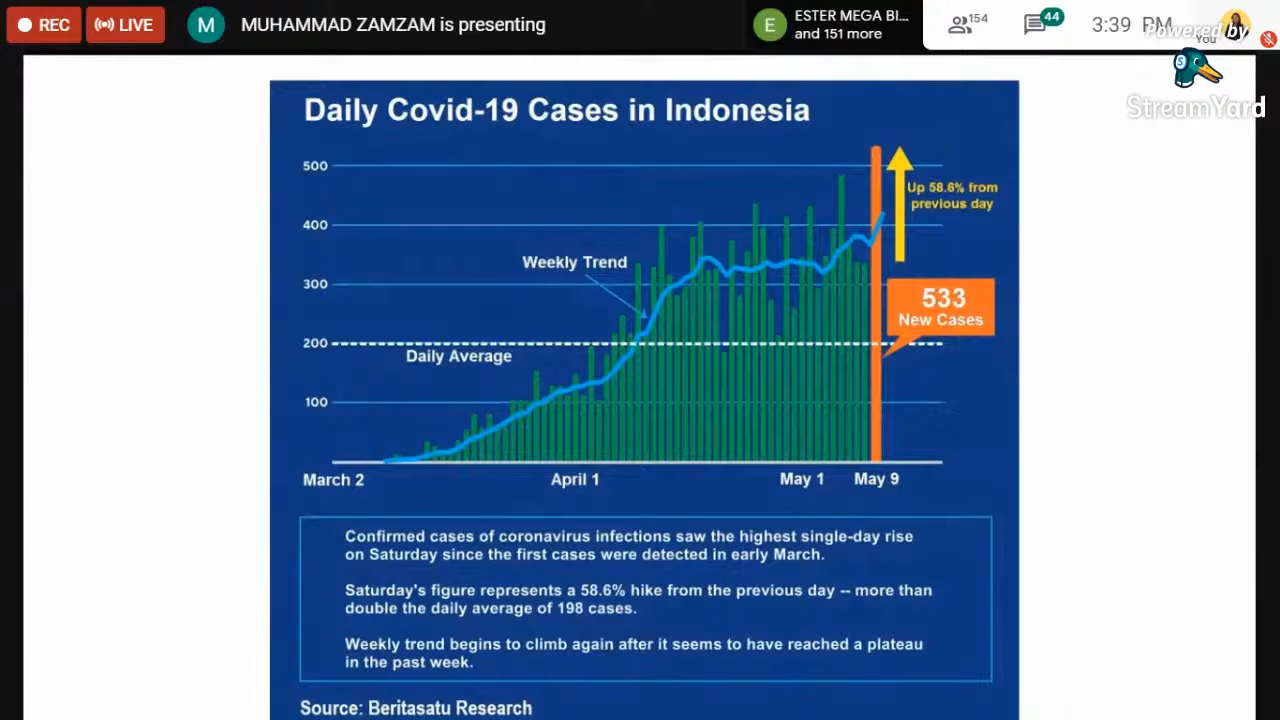 REC
LIVE
M
MUHAMMAD ZAMZAM is presenting
E
ESTER MEGA BI...
and 151 more
154
44
3:39 PM
You
Powered by
S
StreamYard
Daily Covid-19 Cases in Indonesia
500
400
300
200
100
Up 58.6% from
previous day
Weekly Trend
533
New Cases
Daily Average
March 2
April 1
May 1
May 9
Confirmed cases of coronavirus infections saw the highest single-day rise
on Saturday since the first cases were detected in early March.
Saturday's figure represents a 58.6% hike from the previous day -- more than
double the daily average of 198 cases.
Weekly trend begins to climb again after it seems to have reached a plateau
in the past week.
Source: Beritasatu Research